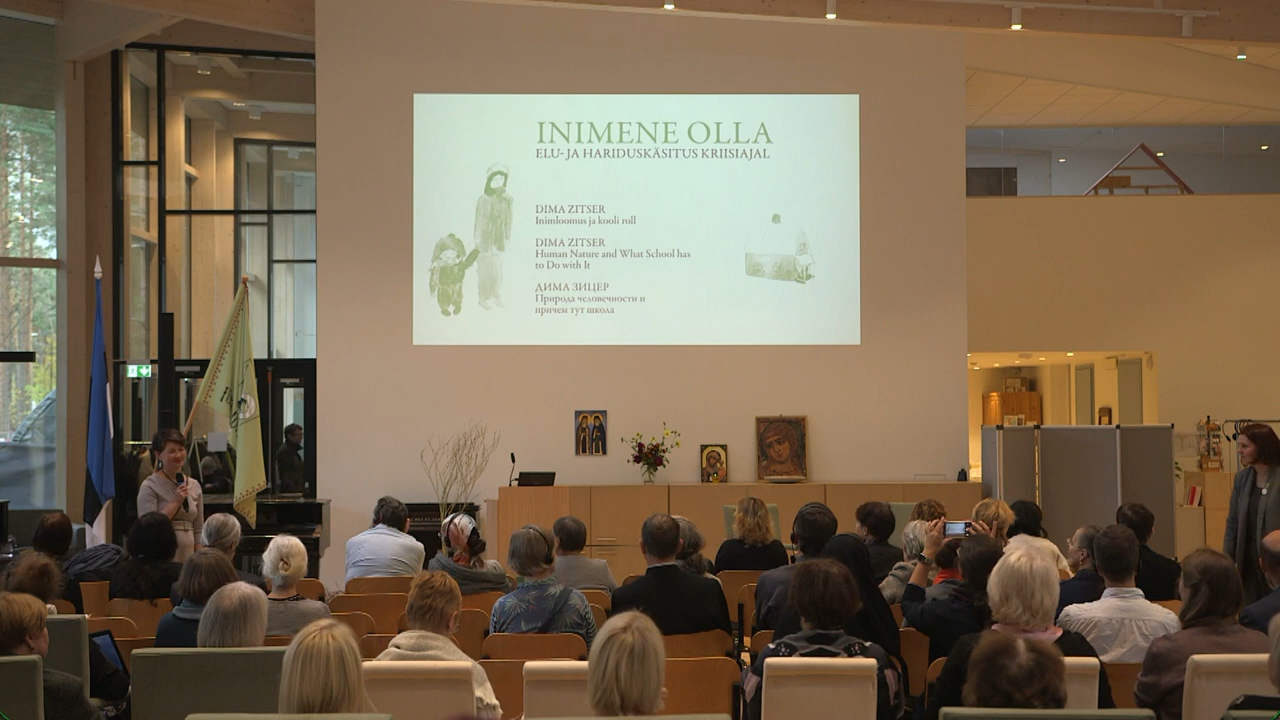 INIMENE OLLA
ELU- JA HARIDUSKÄSITUS KRIISIAJAL
DIMA ZITSER
Inimloomus ja kooli roll
DIMA ZITSER
Human Nature and What School has
to Do with It
ДИМА ЗИЦЕР
Природа человечности и
причем тут школа